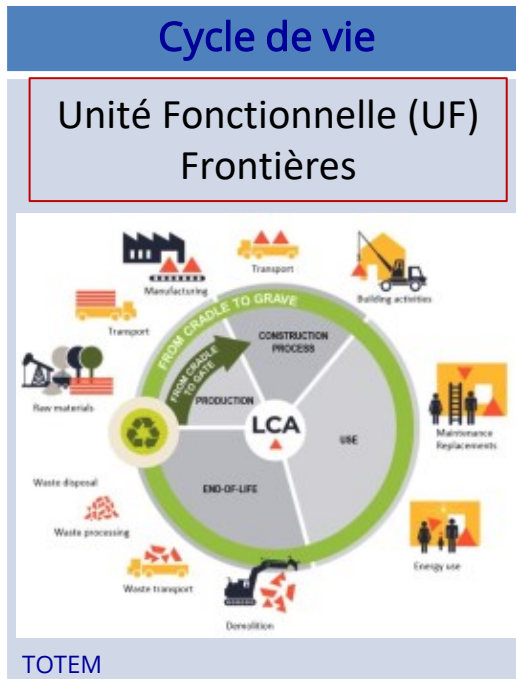 Cycle de vie
Unité Fonctionnelle (UF)
Frontières
Manufacturing
Transport
Building activities
Transport
FROM CRADLE TO GRAVE
CONSTRUCTION
PROCESS
FROM CRADLE
TO GATE
Raw materials
PRODUCTION
LCA
USE
Maintenance
Replacements
END-OF-LIFE
Waste disposal
Waste processing
Energy use
Waste transport
Demolition
TOTEM